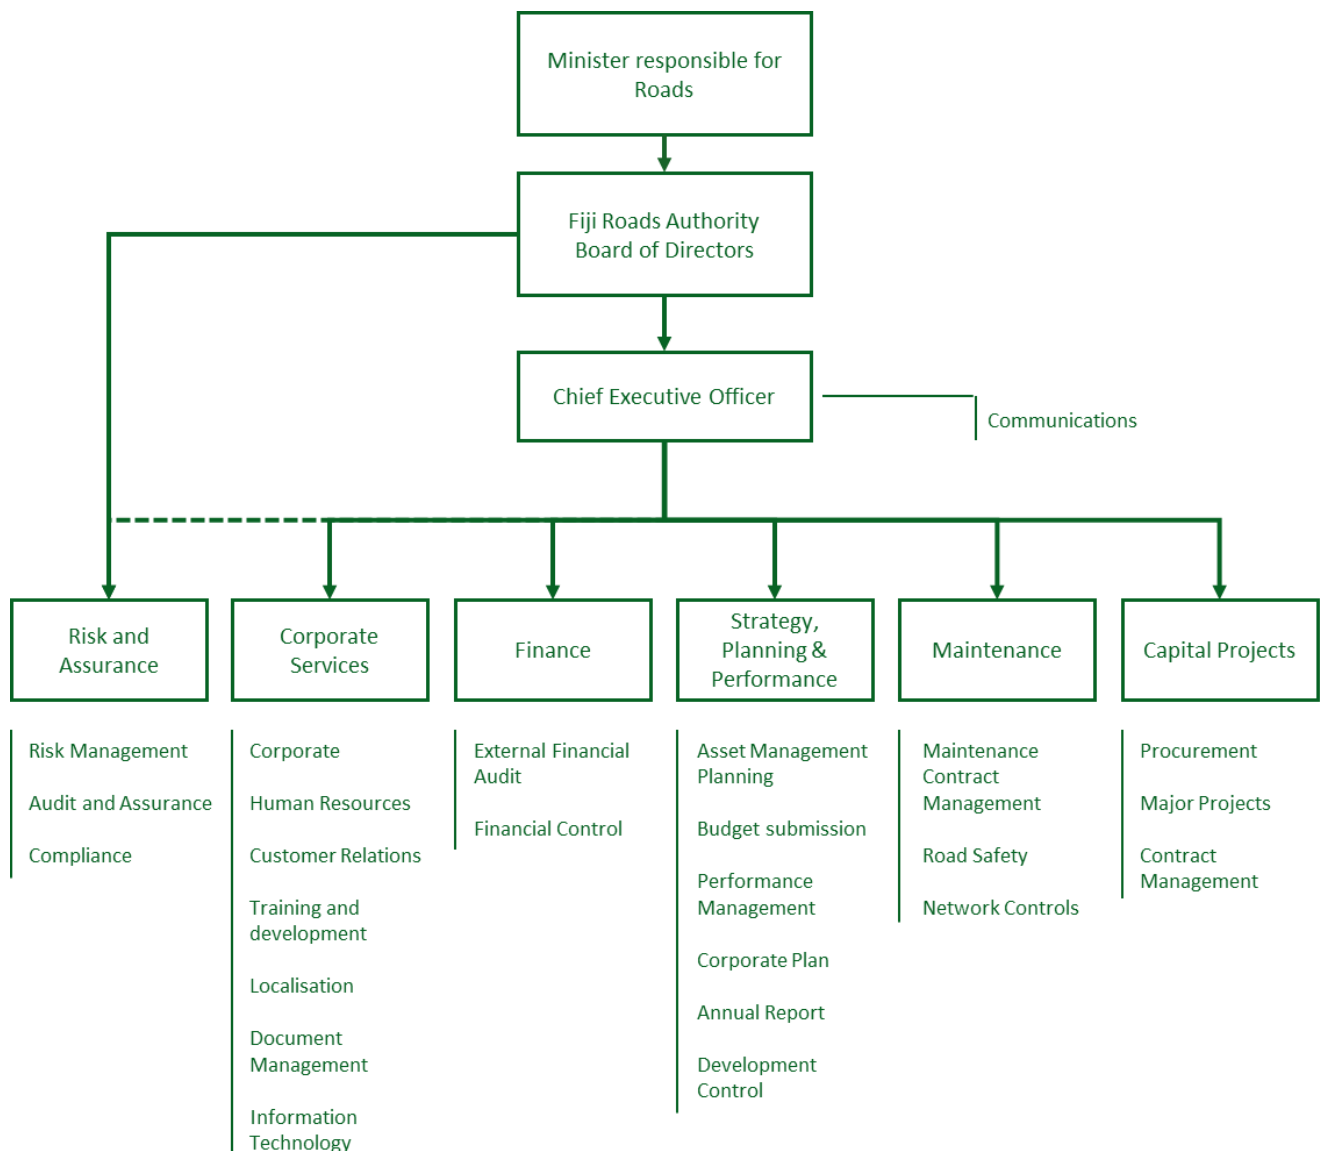 Minister responsible for
Roads
Fiji Roads Authority
Board of Directors
Chief Executive Officer
Communications
Risk and
Assurance
Corporate
Services
Finance
Strategy,
Planning &
Performance
Maintenance
Capital Projects
Risk Management
Audit and Assurance
Compliance
Corporate
Human Resources
Customer Relations
Training and
development
Localisation
Document
Management
Information
Technology
External Financial
Audit
Financial Control
Asset Management
Planning
Budget submission
Performance
Management
Corporate Plan
Annual Report
Development
Control
Maintenance
Contract
Management
Road Safety
Network Controls
Procurement
Major Projects
Contract
Management